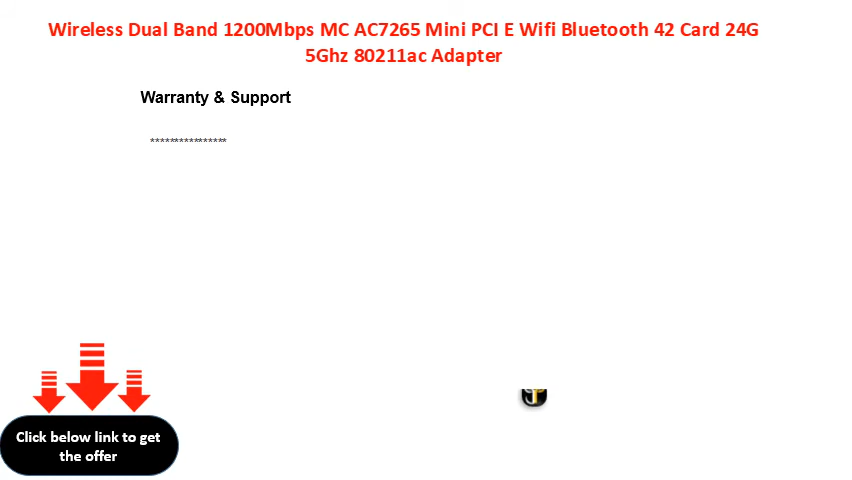 Wireless Dual Band 1200Mbps MC AC7265 Mini PCI E Wifi Bluetooth 42 Card 24G
5Ghz 80211ac Adapter
Warranty & Support
****************
Click below link to get
the offer